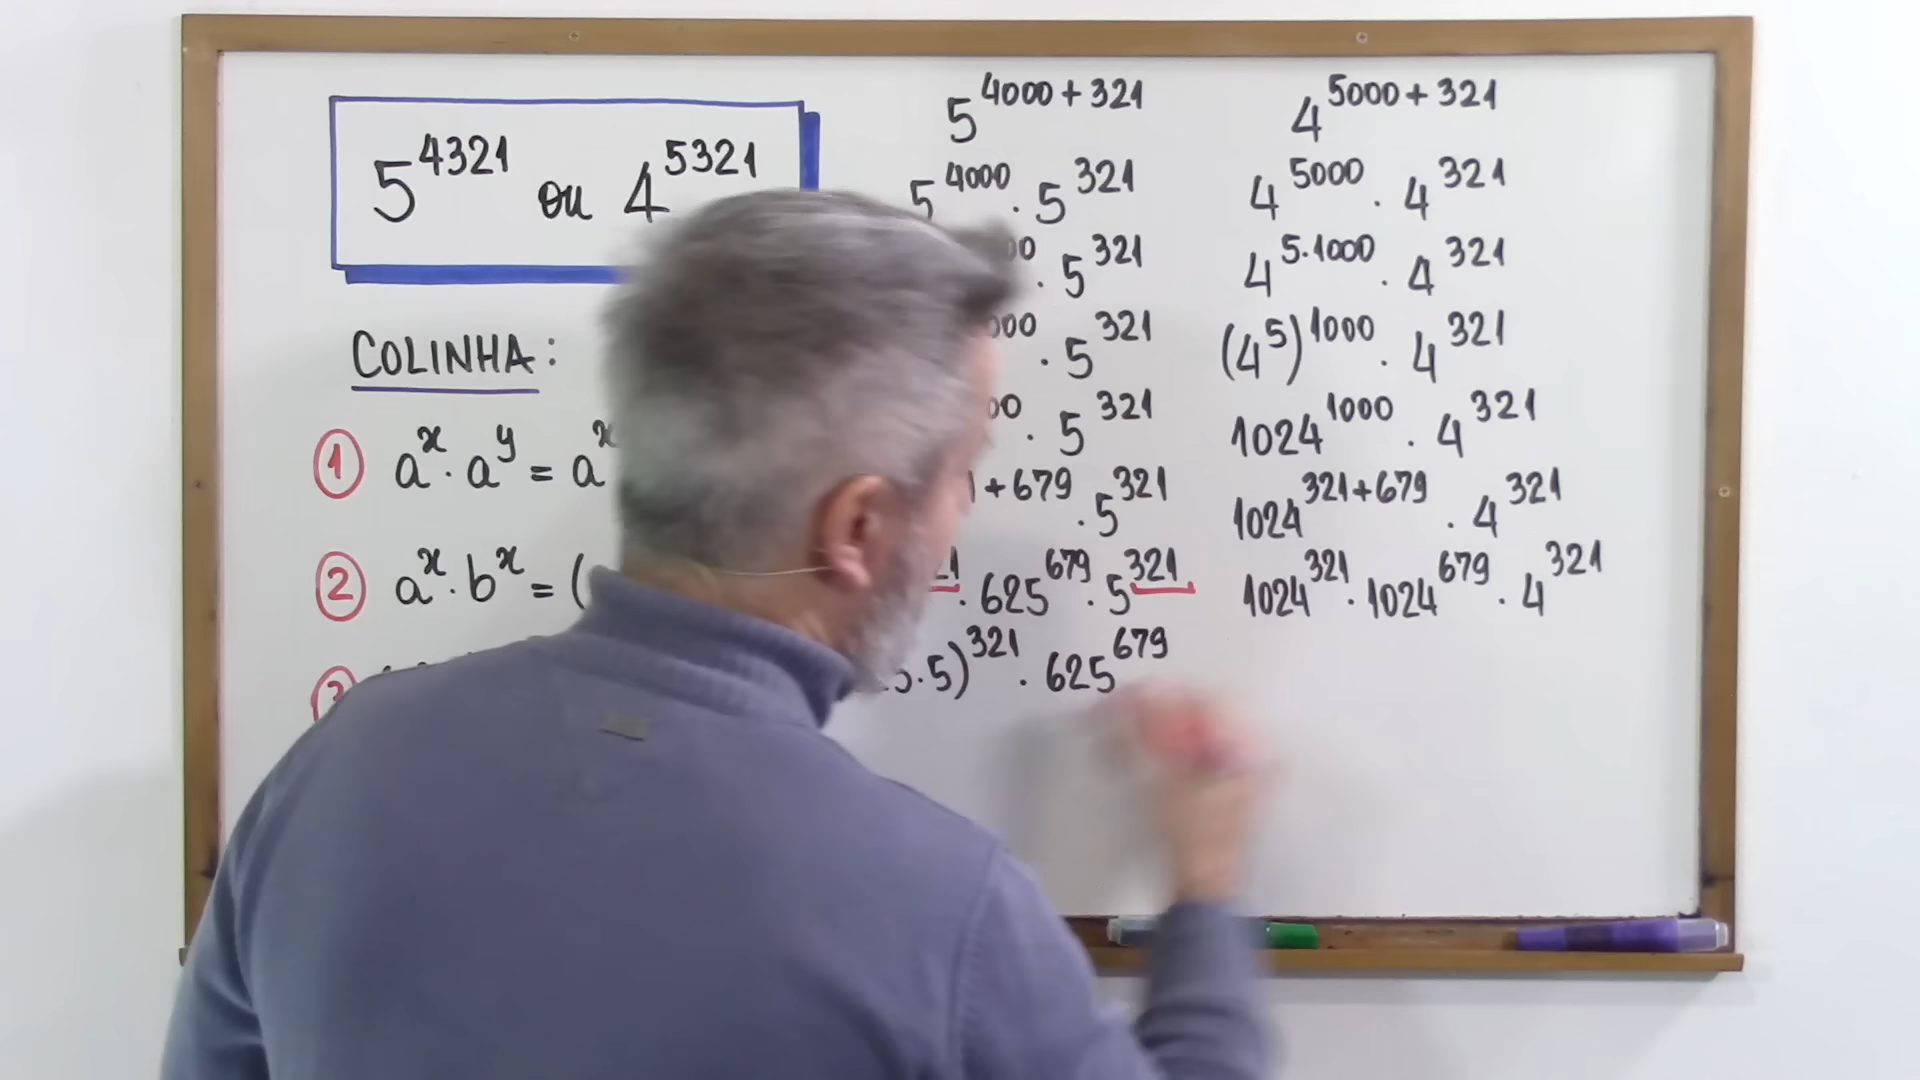 5^4321 ou 4^5321
COLINHA:
① a^x · a^y = a^x
② a^x · b^x = (
5^4000+321
5^4000 · 5^321
00 · 5^321
000 · 5^321
00 · 5^321
1+679 · 5^321
21 · 625^679 · 5^321
5·5)^321 · 625^679
4^5000+321
4^5000 · 4^321
4^5·1000 · 4^321
(4^5)^1000 · 4^321
1024^1000 · 4^321
1024^321+679 · 4^321
1024^321 · 1024^679 · 4^321